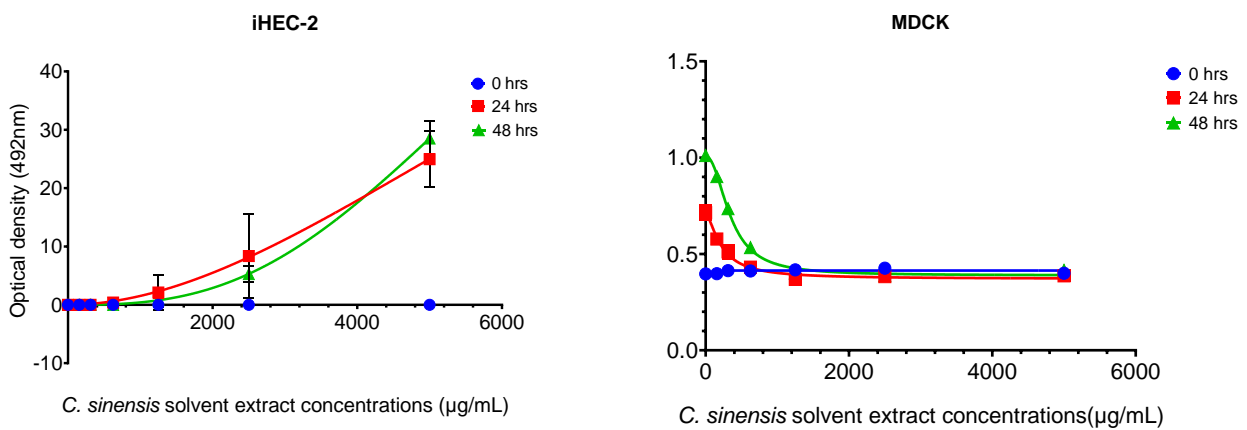 iHEC-2
Optical density (492nm)
40
30
20
10
0
-10
2000
4000
6000
0 hrs
24 hrs
48 hrs
C. sinensis solvent extract concentrations (µg/mL)
MDCK
1.5
1.0
0.5
0.0
0
2000
4000
6000
0 hrs
24 hrs
48 hrs
C. sinensis solvent extract concentrations(µg/mL)